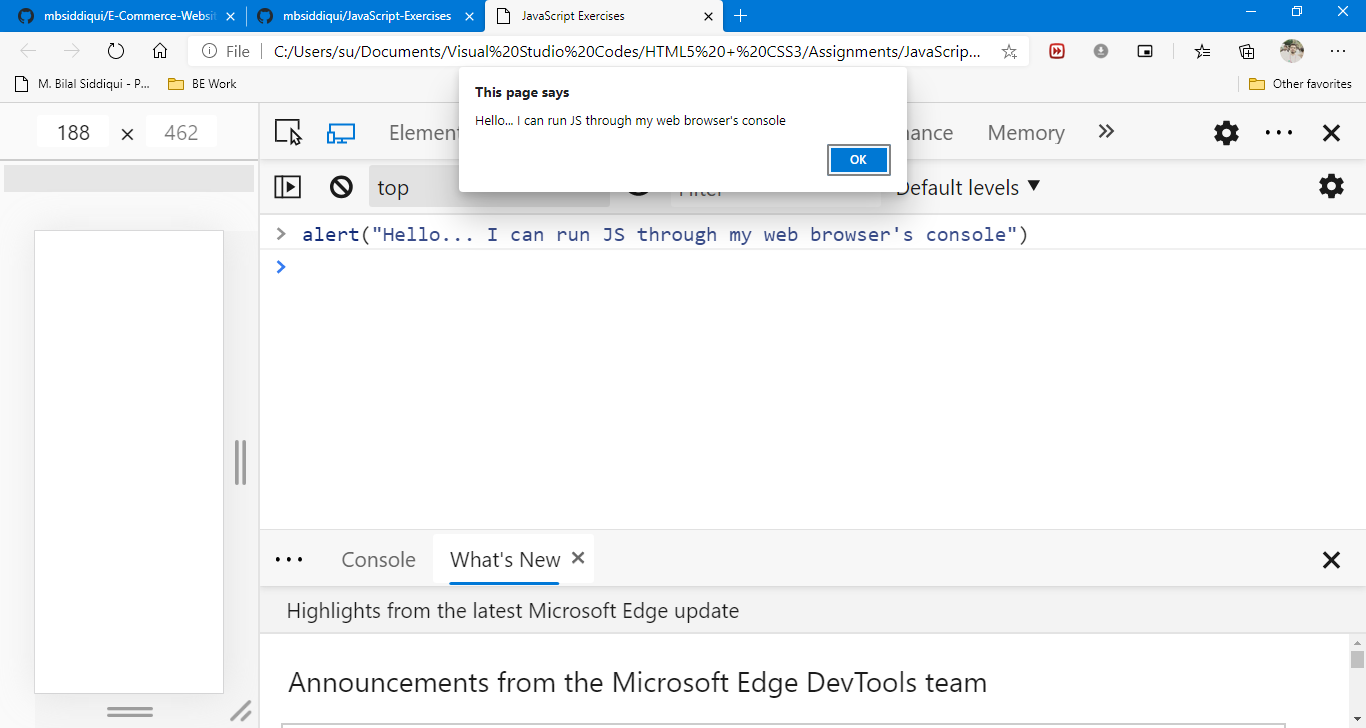 mbsiddiqui/E-Commerce-Websi
mbsiddiqui/JavaScript-Exercises
JavaScript Exercises
File
C:/Users/su/Documents/Visual%20Studio%20Codes/HTML5%20+%20CSS3/Assignments/JavaScrip...
M. Bilal Siddiqui - P...
BE Work
Other favorites
This page says
Hello... I can run JS through my web browser's console
OK
188 × 462
Element
ance
Memory
top
Filter
Default levels ▼
> alert("Hello... I can run JS through my web browser's console")
>
Console
What's New
Highlights from the latest Microsoft Edge update
Announcements from the Microsoft Edge DevTools team